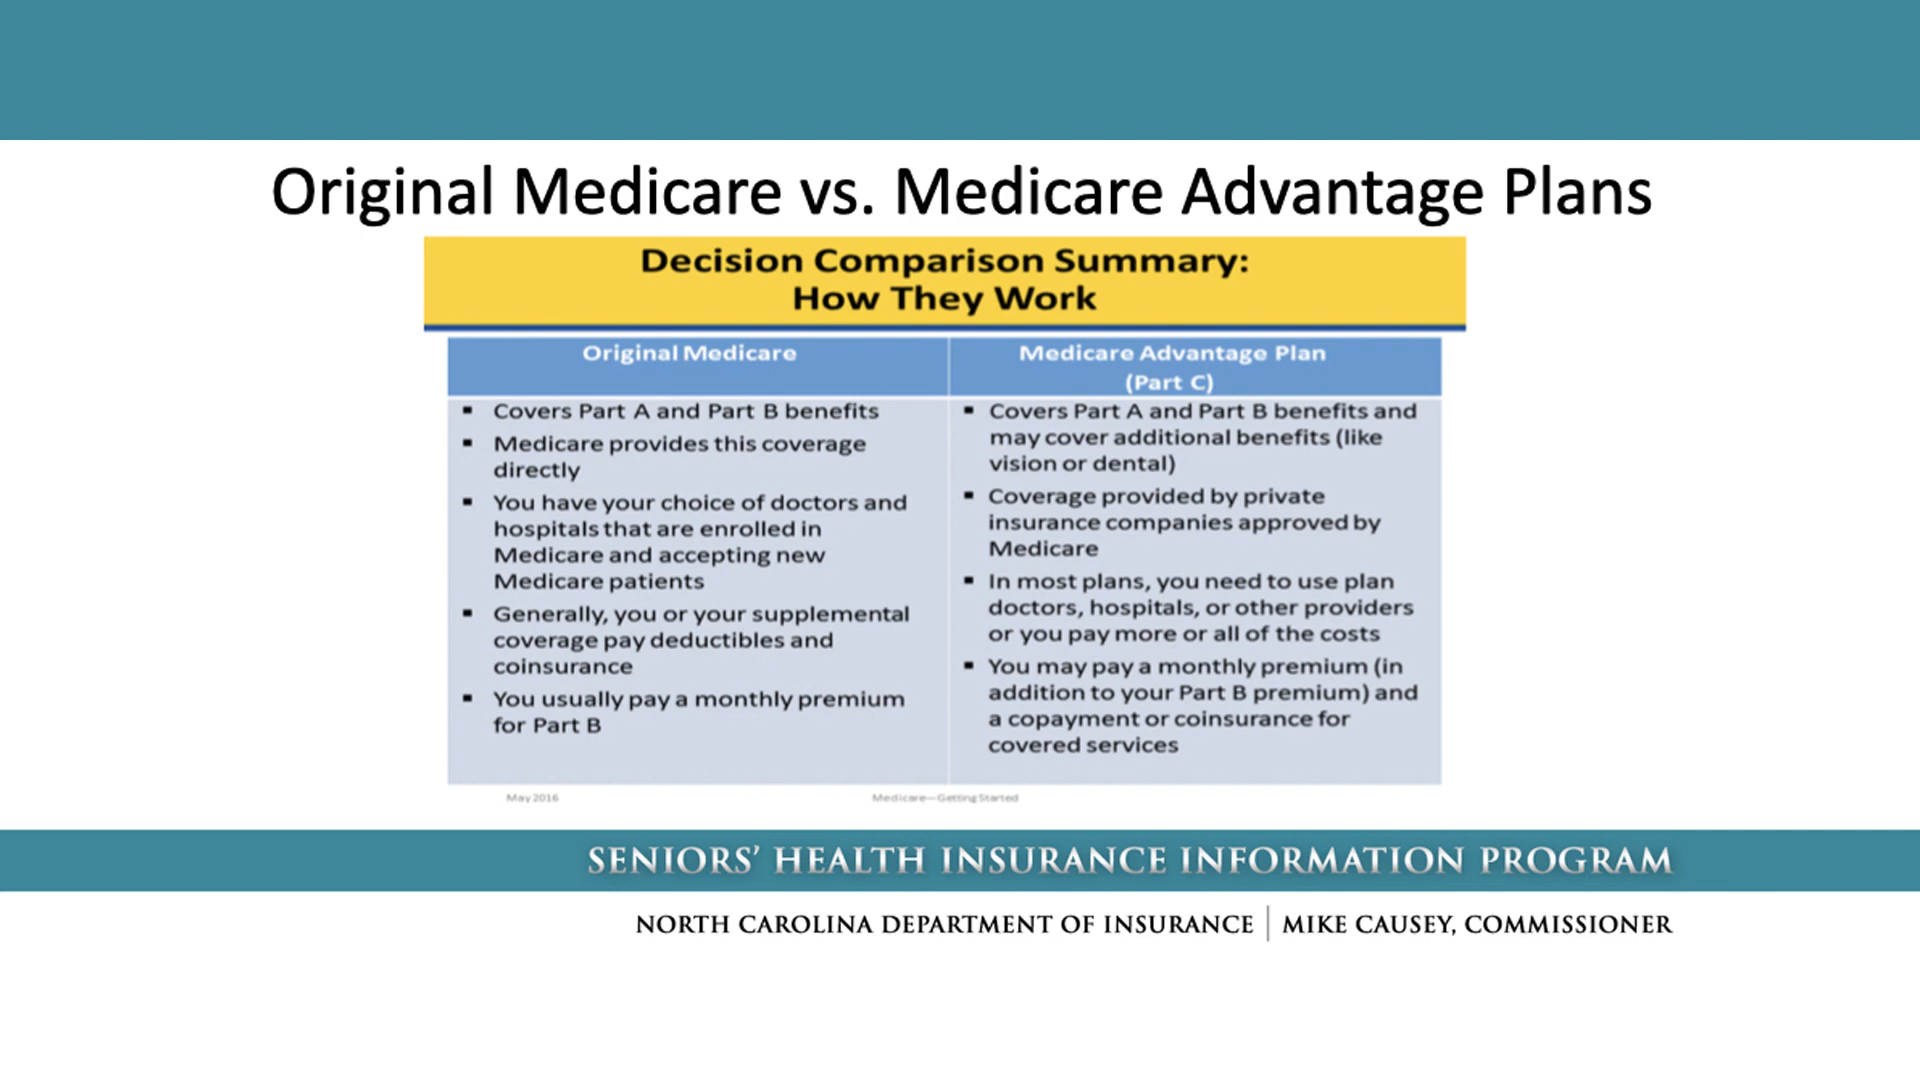 Original Medicare vs. Medicare Advantage Plans
Decision Comparison Summary:
How They Work
Original Medicare
▪ Covers Part A and Part B benefits
▪ Medicare provides this coverage
directly
▪ You have your choice of doctors and
hospitals that are enrolled in
Medicare and accepting new
Medicare patients
▪ Generally, you or your supplemental
coverage pay deductibles and
coinsurance
▪ You usually pay a monthly premium
for Part B
Medicare Advantage Plan
(Part C)
▪ Covers Part A and Part B benefits and
may cover additional benefits (like
vision or dental)
▪ Coverage provided by private
insurance companies approved by
Medicare
▪ In most plans, you need to use plan
doctors, hospitals, or other providers
or you pay more or all of the costs
▪ You may pay a monthly premium (in
addition to your Part B premium) and
a copayment or coinsurance for
covered services
May 2016
Medicare—Getting Started
SENIORS’ HEALTH INSURANCE INFORMATION PROGRAM
NORTH CAROLINA DEPARTMENT OF INSURANCE | MIKE CAUSEY, COMMISSIONER